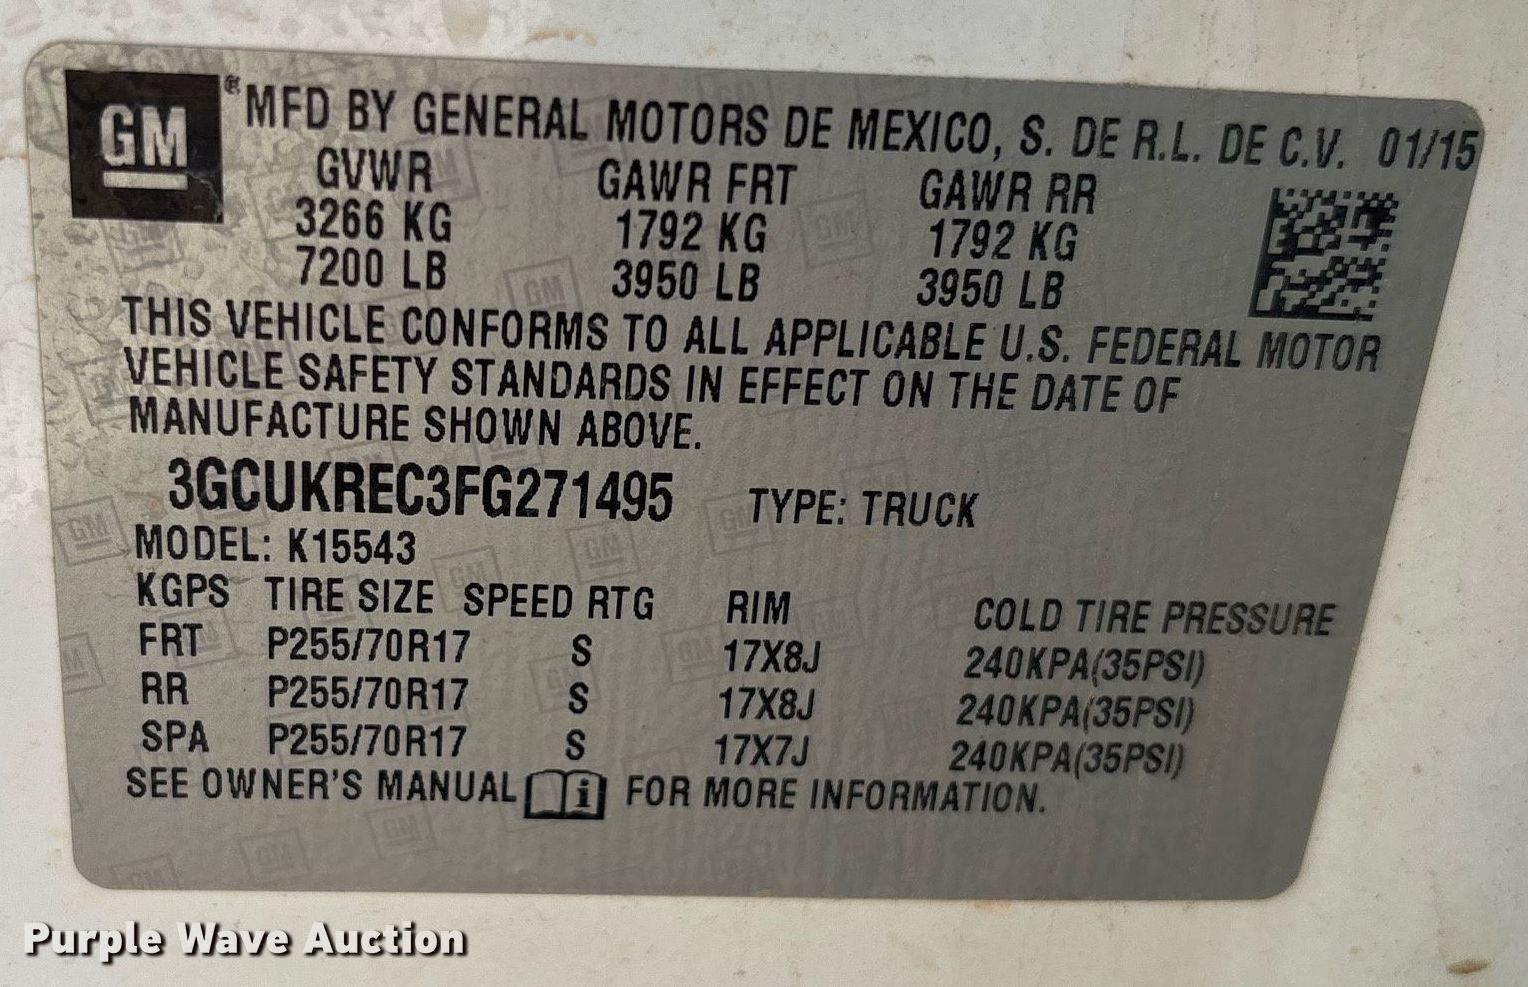 GM® MFD BY GENERAL MOTORS DE MEXICO, S. DE R.L. DE C.V. 01/15
GVWR GAWR FRT GAWR RR
3266 KG 1792 KG 1792 KG
7200 LB 3950 LB 3950 LB
THIS VEHICLE CONFORMS TO ALL APPLICABLE U.S. FEDERAL MOTOR
VEHICLE SAFETY STANDARDS IN EFFECT ON THE DATE OF
MANUFACTURE SHOWN ABOVE.
3GCUKREC3FG271495 TYPE: TRUCK
MODEL: K15543
KGPS TIRE SIZE SPEED RTG RIM COLD TIRE PRESSURE
FRT P255/70R17 S 17X8J 240KPA(35PSI)
RR P255/70R17 S 17X8J 240KPA(35PSI)
SPA P255/70R17 S 17X7J 240KPA(35PSI)
SEE OWNER'S MANUAL i FOR MORE INFORMATION.
Purple Wave Auction